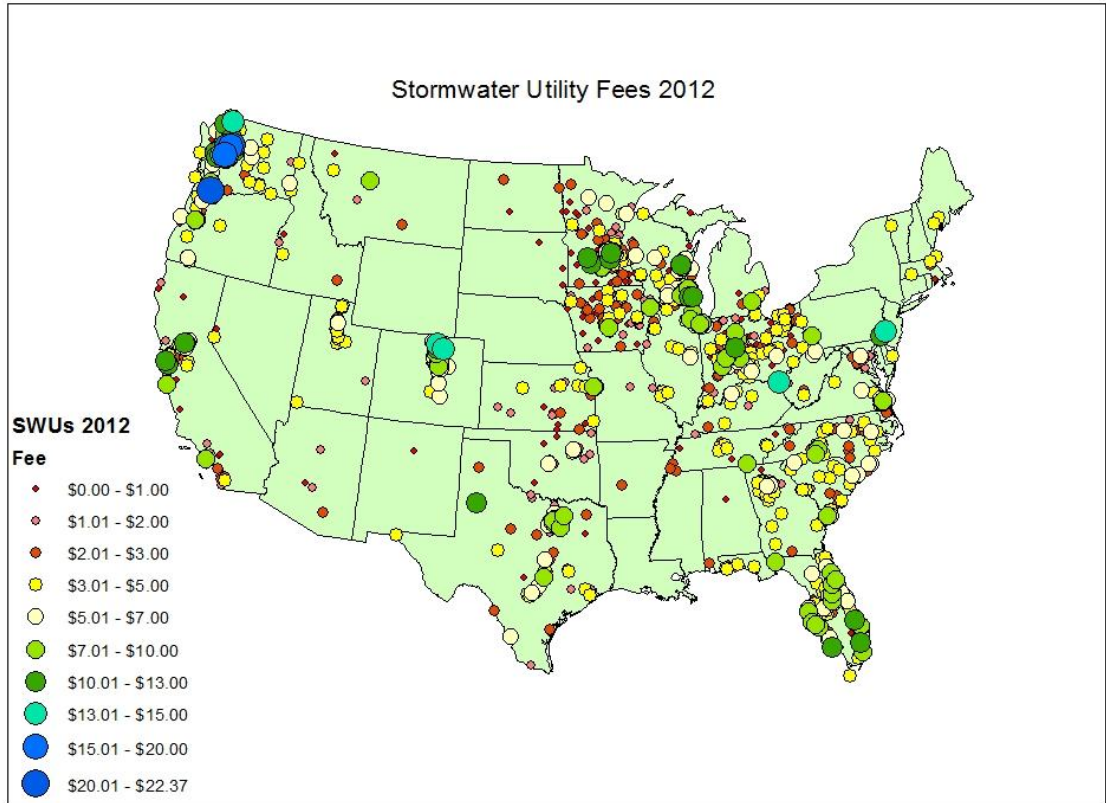 Stormwater Utility Fees 2012
SWUs 2012
Fee
$0.00 - $1.00
$1.01 - $2.00
$2.01 - $3.00
$3.01 - $5.00
$5.01 - $7.00
$7.01 - $10.00
$10.01 - $13.00
$13.01 - $15.00
$15.01 - $20.00
$20.01 - $22.37